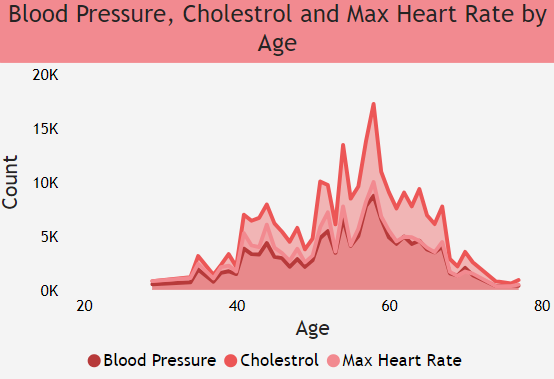 Blood Pressure, Cholestrol and Max Heart Rate by
Age
20K
15K
10K
5K
0K
Count
20 40 60 80
Age
Blood Pressure Cholestrol Max Heart Rate